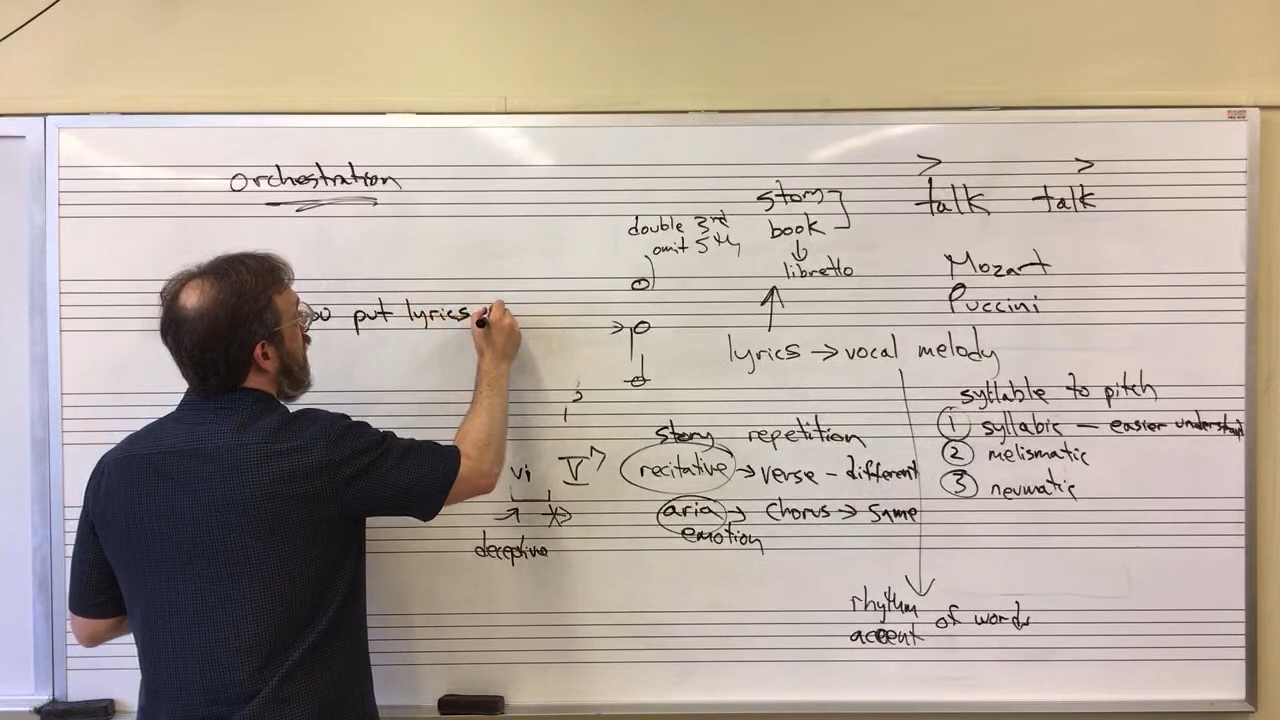 orchestration
put lyrics
double 3rd
omit 5th
story
book
libretto
talk talk
Mozart
Puccini
lyrics → vocal melody
syllable to pitch
① syllabic — easier understand
② melismatic
③ neumatic
story repetition
recitative → verse - different
aria → chorus → same
emotion
vi V7
deceptive
rhythm
accent of words